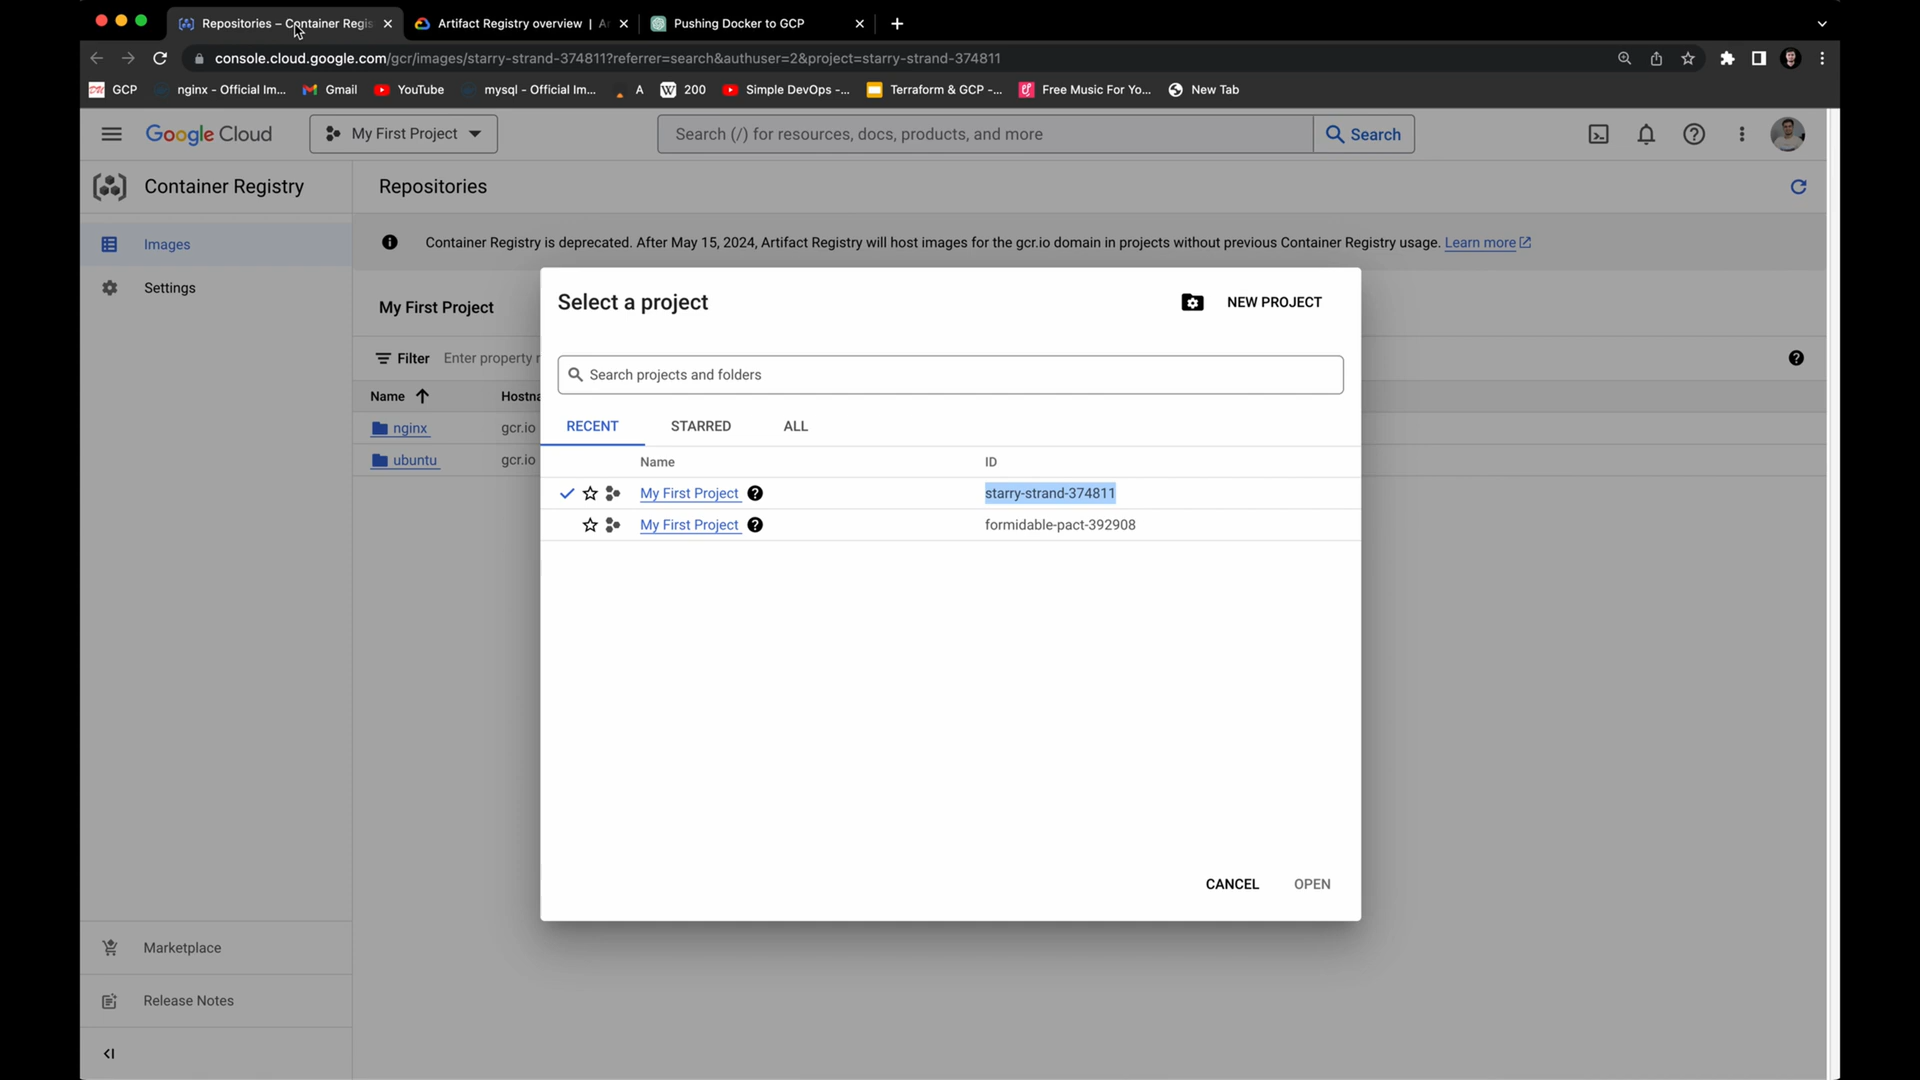 Repositories – Container Regis
Artifact Registry overview | A
Pushing Docker to GCP
console.cloud.google.com/gcr/images/starry-strand-374811?referrer=search&authuser=2&project=starry-strand-374811
GCP
nginx - Official Im...
Gmail
YouTube
mysql - Official Im...
A
200
Simple DevOps -...
Terraform & GCP -...
Free Music For Yo...
New Tab
Google Cloud
My First Project
Search (/) for resources, docs, products, and more
Search
Container Registry
Repositories
Images
Settings
Container Registry is deprecated. After May 15, 2024, Artifact Registry will host images for the gcr.io domain in projects without previous Container Registry usage. Learn more
My First Project
Filter Enter property n
Name Hostna
nginx gcr.io
ubuntu gcr.io
Select a project
NEW PROJECT
Search projects and folders
RECENT STARRED ALL
Name ID
My First Project starry-strand-374811
My First Project formidable-pact-392908
CANCEL OPEN
Marketplace
Release Notes